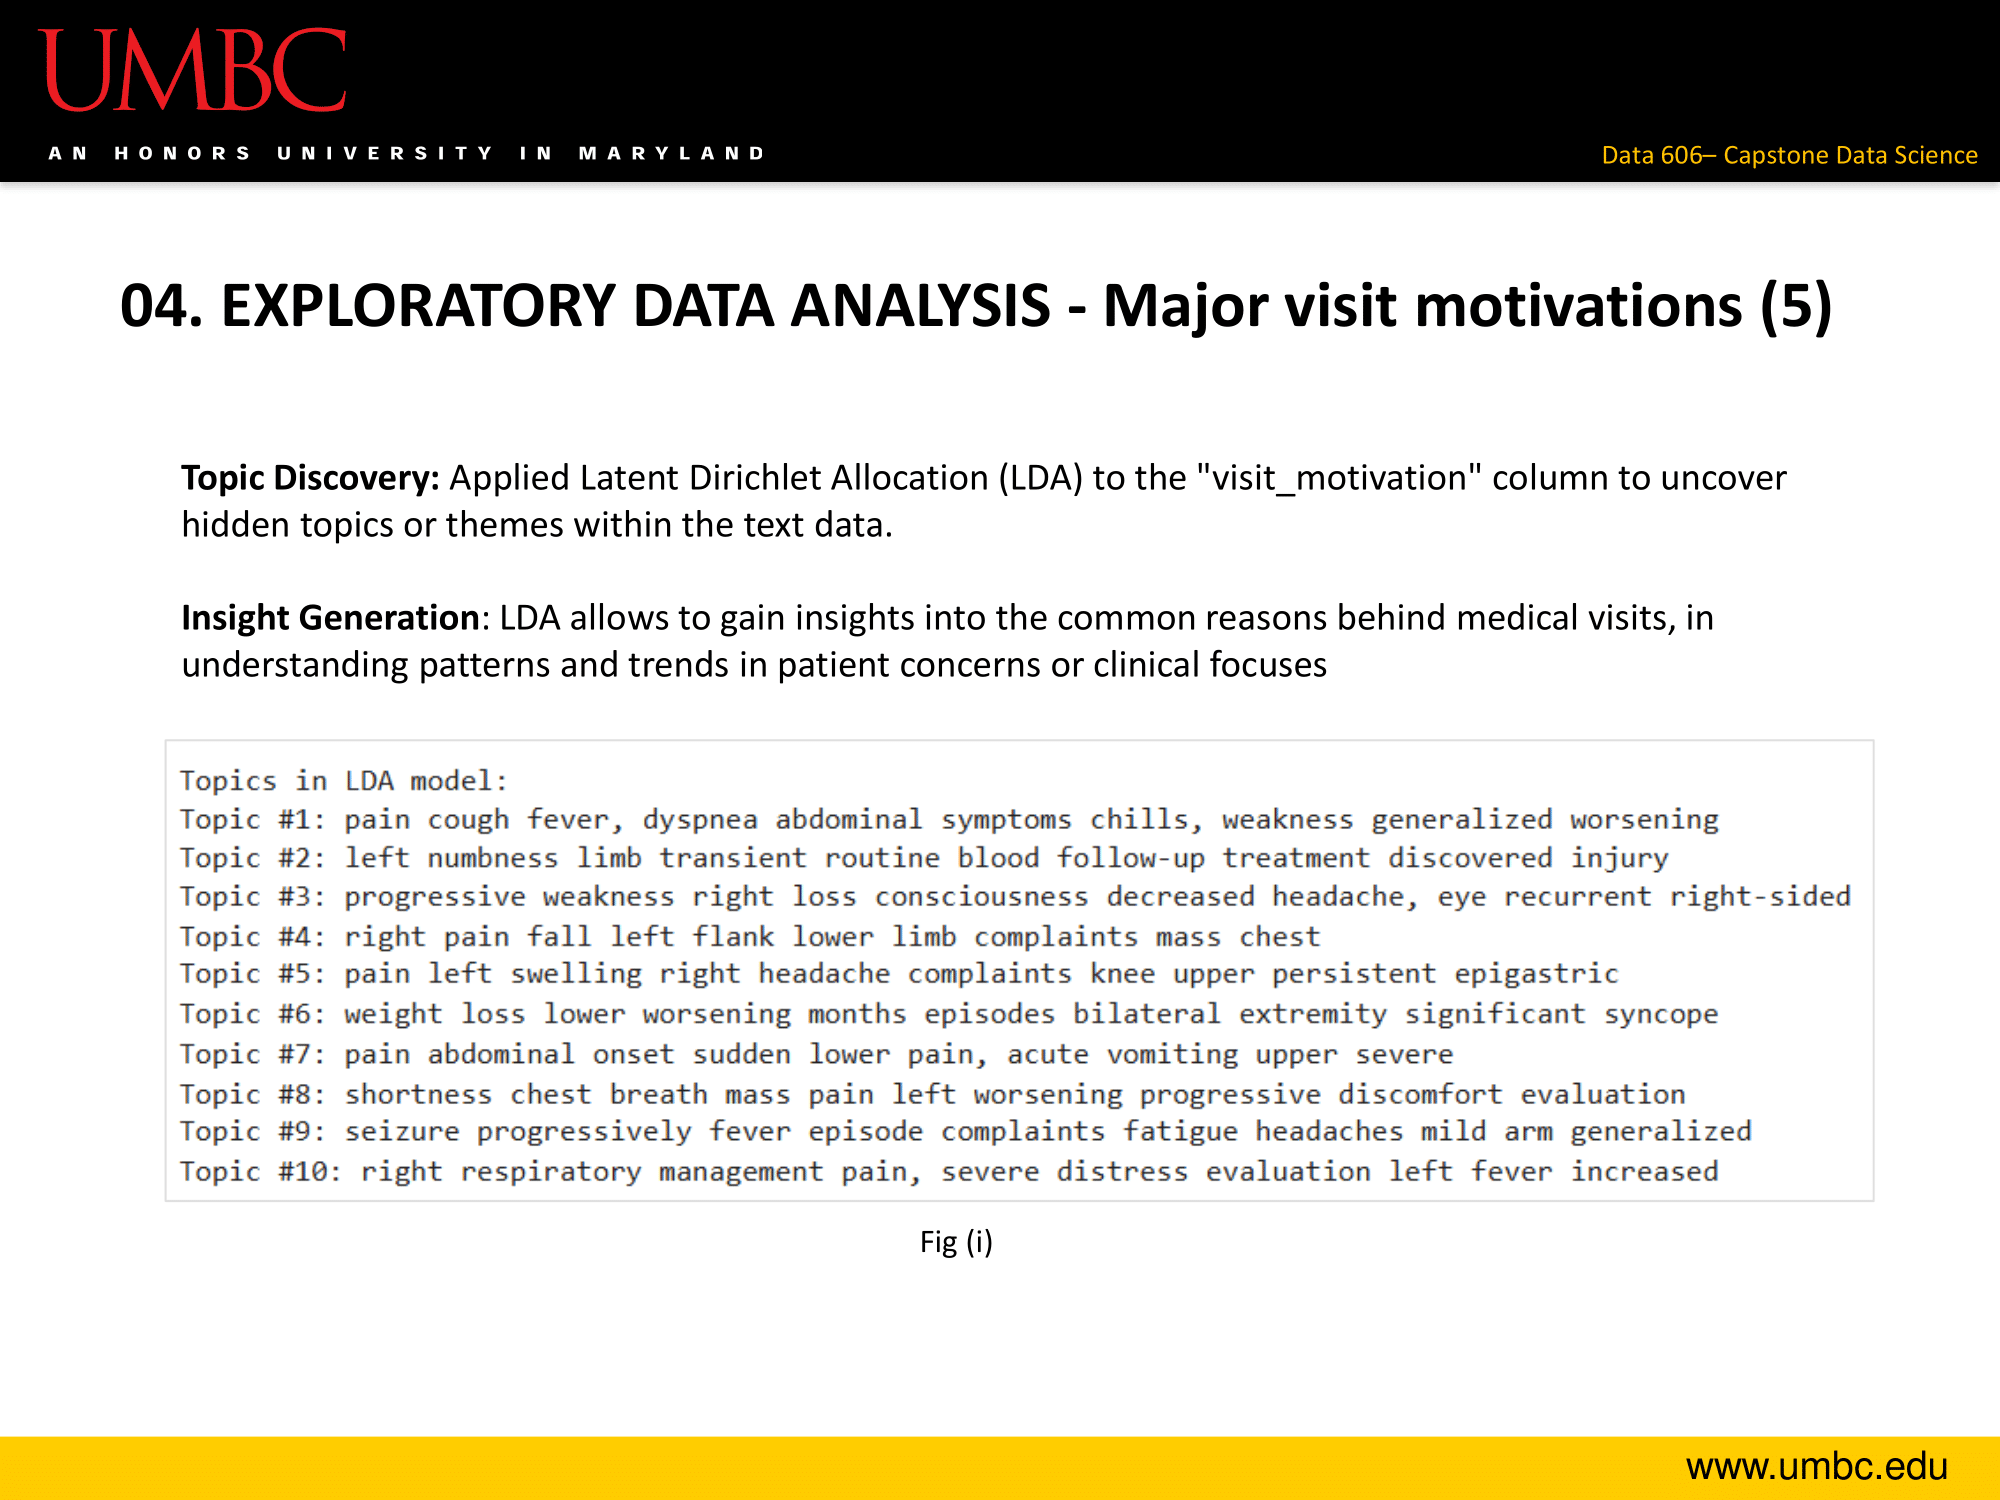 UMBC
AN HONORS UNIVERSITY IN MARYLAND
Data 606– Capstone Data Science
04. EXPLORATORY DATA ANALYSIS - Major visit motivations (5)
Topic Discovery: Applied Latent Dirichlet Allocation (LDA) to the "visit_motivation" column to uncover
hidden topics or themes within the text data.
Insight Generation: LDA allows to gain insights into the common reasons behind medical visits, in
understanding patterns and trends in patient concerns or clinical focuses
Topics in LDA model:
Topic #1: pain cough fever, dyspnea abdominal symptoms chills, weakness generalized worsening
Topic #2: left numbness limb transient routine blood follow-up treatment discovered injury
Topic #3: progressive weakness right loss consciousness decreased headache, eye recurrent right-sided
Topic #4: right pain fall left flank lower limb complaints mass chest
Topic #5: pain left swelling right headache complaints knee upper persistent epigastric
Topic #6: weight loss lower worsening months episodes bilateral extremity significant syncope
Topic #7: pain abdominal onset sudden lower pain, acute vomiting upper severe
Topic #8: shortness chest breath mass pain left worsening progressive discomfort evaluation
Topic #9: seizure progressively fever episode complaints fatigue headaches mild arm generalized
Topic #10: right respiratory management pain, severe distress evaluation left fever increased
Fig (i)
www.umbc.edu